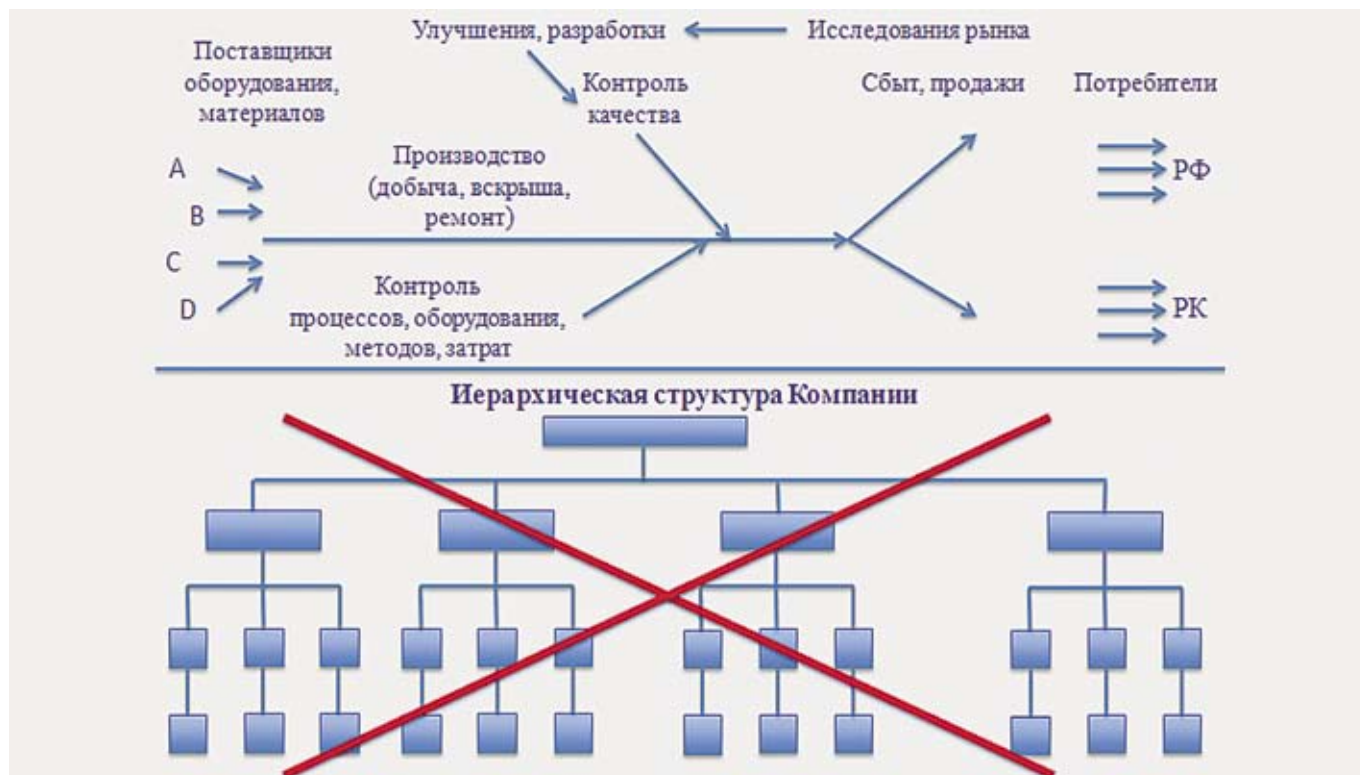 Улучшения, разработки
Исследования рынка
Поставщики
оборудования,
материалов
Контроль
качества
Сбыт, продажи
Потребители
A
B
C
D
Производство
(добыча, вскрыша,
ремонт)
РФ
Контроль
процессов, оборудования,
методов, затрат
РК
Иерархическая структура Компании